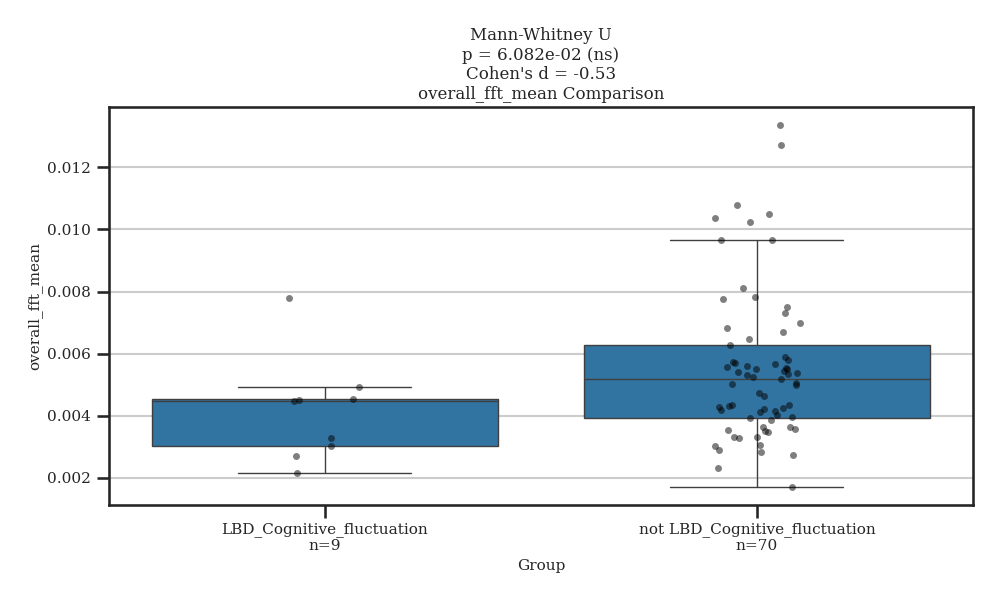 Mann-Whitney U
p = 6.082e-02 (ns)
Cohen's d = -0.53
overall_fft_mean Comparison
overall_fft_mean
0.012
0.010
0.008
0.006
0.004
0.002
LBD_Cognitive_fluctuation
n=9
not LBD_Cognitive_fluctuation
n=70
Group